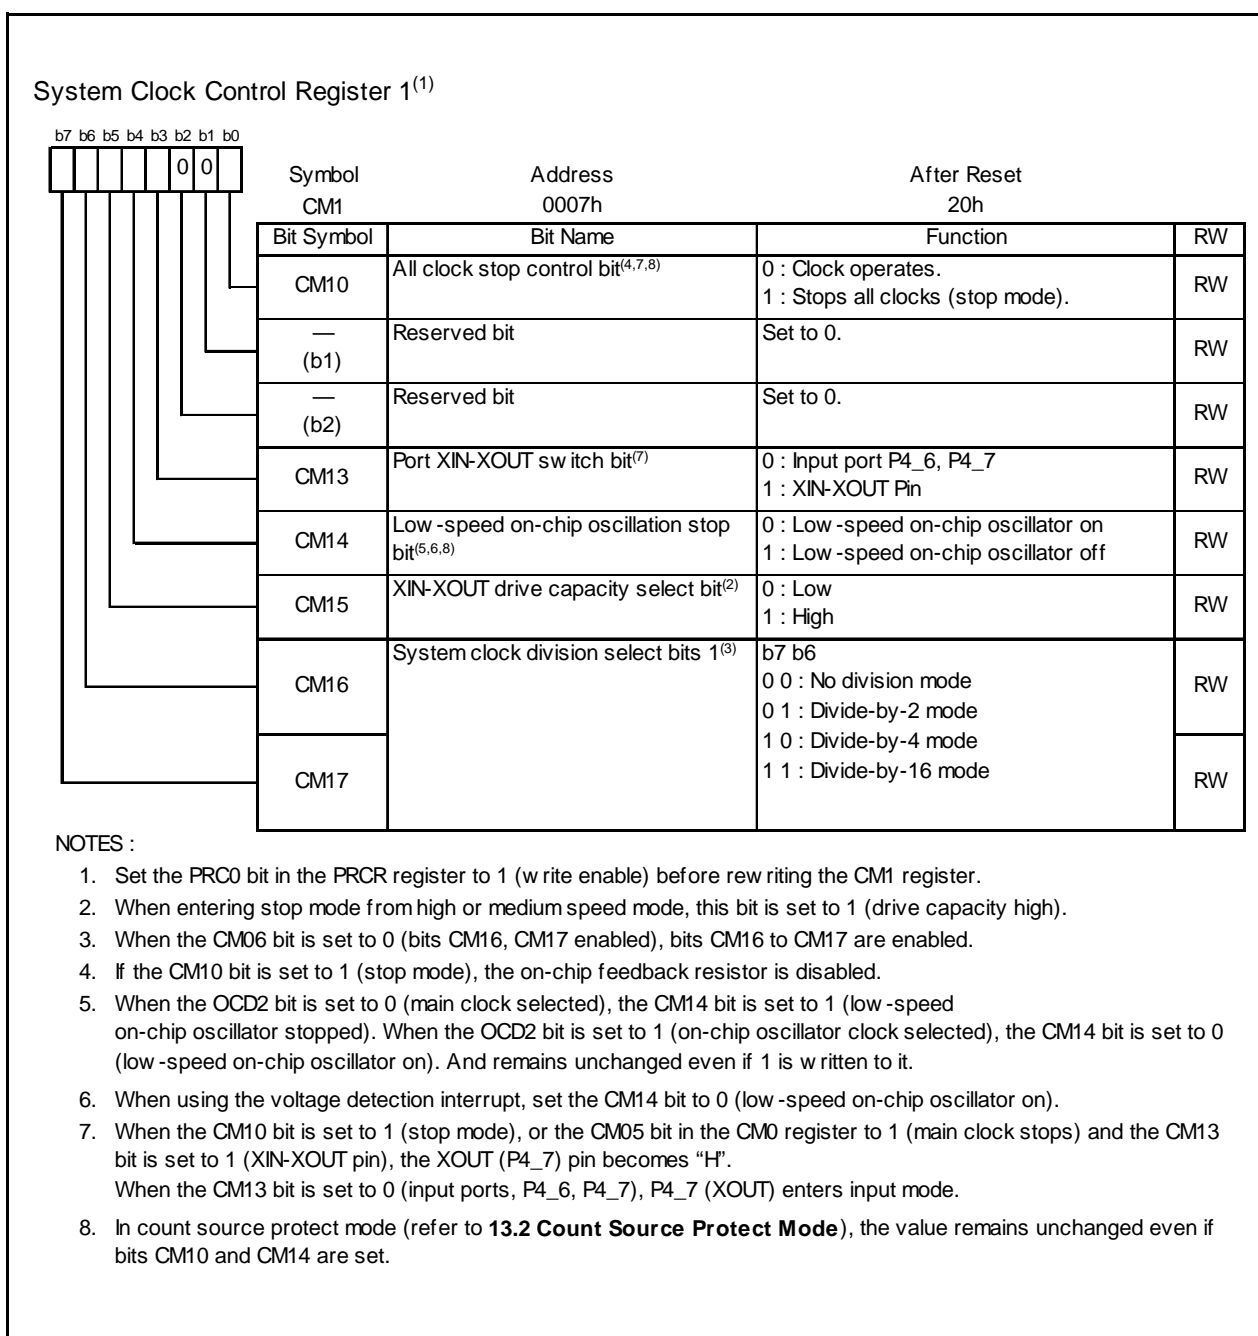 System Clock Control Register 1(1)
b7 b6 b5 b4 b3 b2 b1 b0
0 0
Symbol Address After Reset
CM1 0007h 20h
Bit Symbol Bit Name Function RW
CM10 All clock stop control bit(4,7,8) 0 : Clock operates. RW
1 : Stops all clocks (stop mode).
— Reserved bit Set to 0. RW
(b1)
— Reserved bit Set to 0. RW
(b2)
CM13 Port XIN-XOUT switch bit(7) 0 : Input port P4_6, P4_7 RW
1 : XIN-XOUT Pin
CM14 Low-speed on-chip oscillation stop 0 : Low-speed on-chip oscillator on RW
bit(5,6,8) 1 : Low-speed on-chip oscillator off
CM15 XIN-XOUT drive capacity select bit(2) 0 : Low RW
1 : High
System clock division select bits 1(3) b7 b6
CM16 0 0 : No division mode RW
0 1 : Divide-by-2 mode
1 0 : Divide-by-4 mode
CM17 1 1 : Divide-by-16 mode RW
NOTES :
1. Set the PRC0 bit in the PRCR register to 1 (write enable) before rewriting the CM1 register.
2. When entering stop mode from high or medium speed mode, this bit is set to 1 (drive capacity high).
3. When the CM06 bit is set to 0 (bits CM16, CM17 enabled), bits CM16 to CM17 are enabled.
4. If the CM10 bit is set to 1 (stop mode), the on-chip feedback resistor is disabled.
5. When the OCD2 bit is set to 0 (main clock selected), the CM14 bit is set to 1 (low-speed
on-chip oscillator stopped). When the OCD2 bit is set to 1 (on-chip oscillator clock selected), the CM14 bit is set to 0
(low-speed on-chip oscillator on). And remains unchanged even if 1 is written to it.
6. When using the voltage detection interrupt, set the CM14 bit to 0 (low-speed on-chip oscillator on).
7. When the CM10 bit is set to 1 (stop mode), or the CM05 bit in the CM0 register to 1 (main clock stops) and the CM13
bit is set to 1 (XIN-XOUT pin), the XOUT (P4_7) pin becomes “H”.
When the CM13 bit is set to 0 (input ports, P4_6, P4_7), P4_7 (XOUT) enters input mode.
8. In count source protect mode (refer to 13.2 Count Source Protect Mode), the value remains unchanged even if
bits CM10 and CM14 are set.